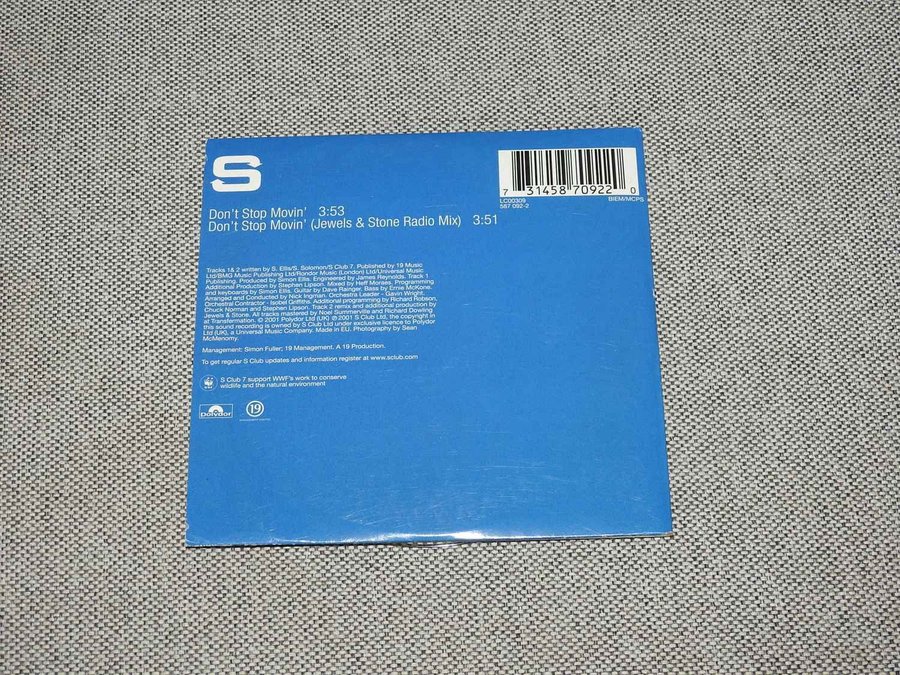 S
7 31458 70922 0
LC00309 BIEM/MCPS
587 092-2
Don't Stop Movin' 3:53
Don't Stop Movin' (Jewels & Stone Radio Mix) 3:51
Tracks 1& 2 written by S. Ellis/S. Solomon/S Club 7. Published by 19 Music
Ltd/BMG Music Publishing Ltd/Rondor Music (London) Ltd/Universal Music
Publishing. Produced by Simon Ellis. Engineered by James Reynolds. Track 1
Additional Production by Stephen Lipson. Mixed by Heff Moraes. Programming
and keyboards by Simon Ellis. Guitar by Dave Rainger. Bass by Ernie McKone.
Arranged and Conducted by Nick Ingman. Orchestra Leader - Gavin Wright.
Orchestral Contractor - Isobel Griffiths. Additional programming by Richard Robson,
Chuck Norman and Stephen Lipson. Track 2 remix and additional production by
Jewels & Stone. All tracks mastered by Noel Summerville and Richard Dowling
at Transformation. © 2001 Polydor Ltd (UK) ℗ 2001 S Club Ltd, the copyright in
this sound recording is owned by S Club Ltd under exclusive licence to Polydor
Ltd (UK), a Universal Music Company. Made in EU. Photography by Sean
McMenomy.
Management: Simon Fuller; 19 Management. A 19 Production.
To get regular S Club updates and information register at www.sclub.com
S Club 7 support WWF's work to conserve
wildlife and the natural environment
Polydor
19